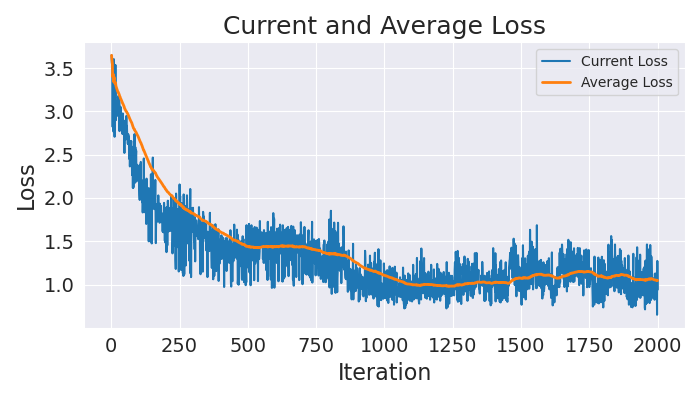 Current and Average Loss
Current Loss
Average Loss
3.5
3.0
2.5
2.0
1.5
1.0
Loss
0 250 500 750 1000 1250 1500 1750 2000
Iteration